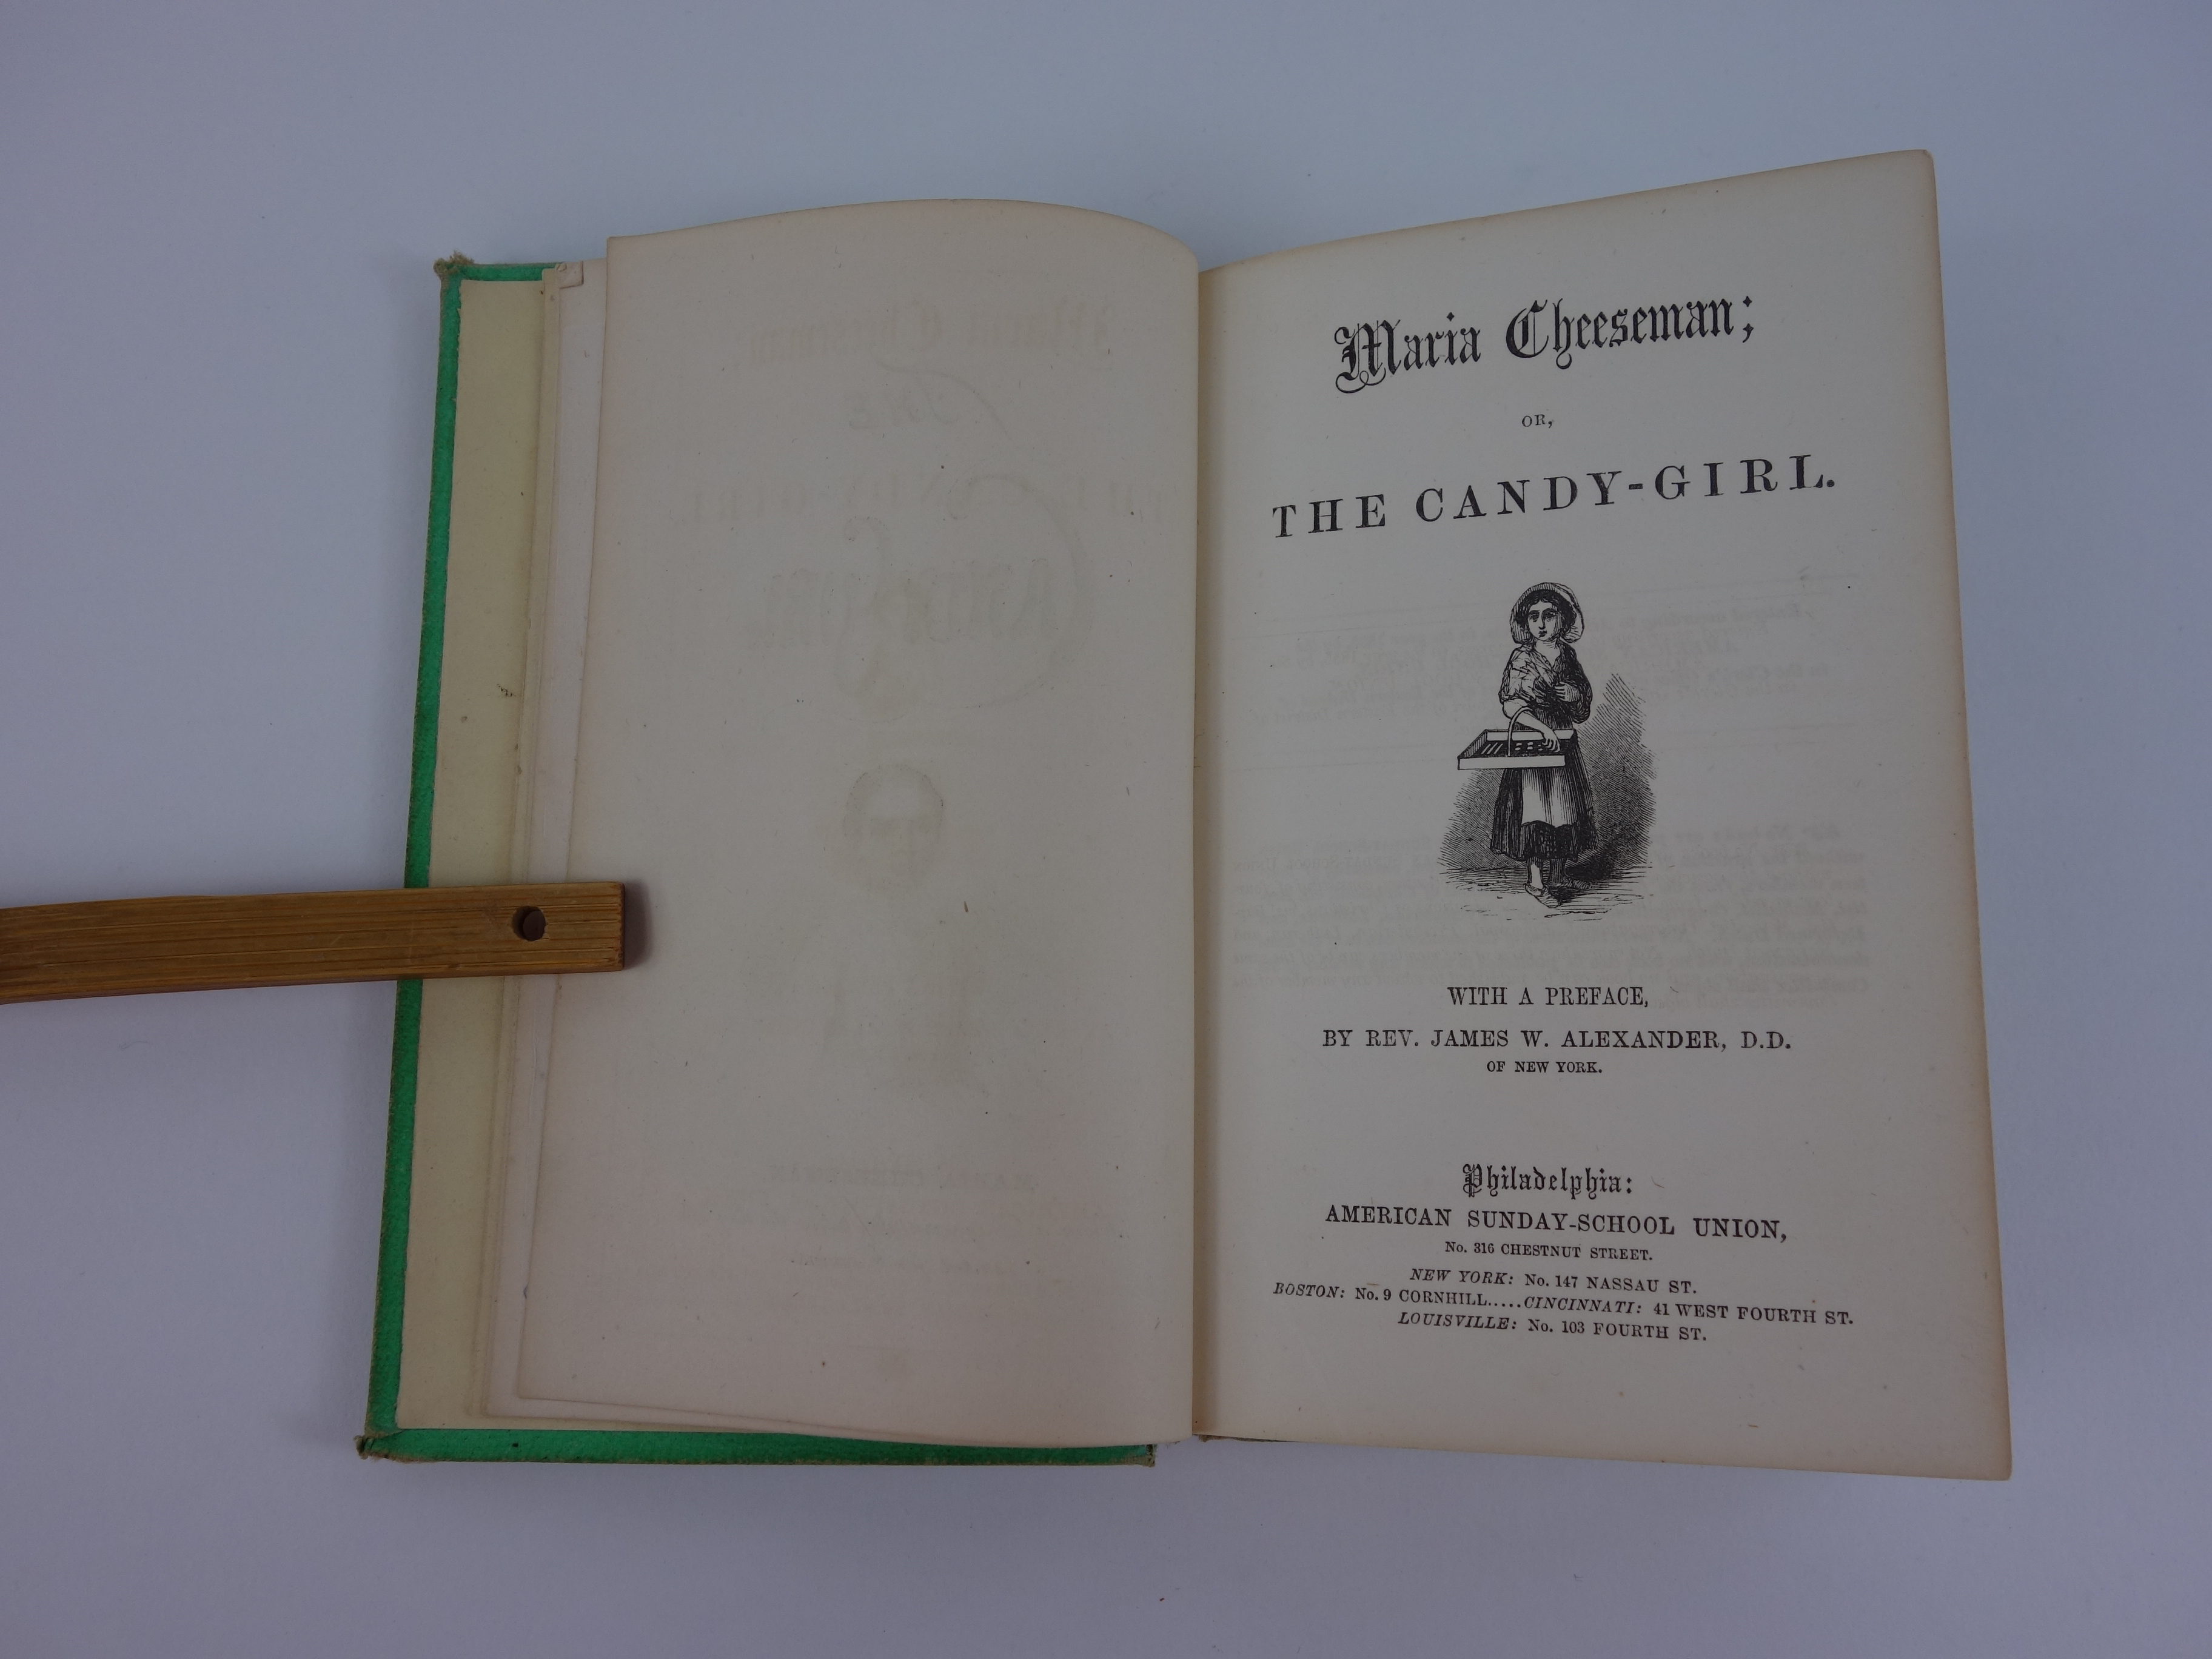 Maria Cheeseman;
OR,
THE CANDY-GIRL.
WITH A PREFACE,
BY REV. JAMES W. ALEXANDER, D.D.
OF NEW YORK.
Philadelphia:
AMERICAN SUNDAY-SCHOOL UNION,
No. 316 CHESTNUT STREET.
NEW YORK: No. 147 NASSAU ST.
BOSTON: No. 9 CORNHILL.....CINCINNATI: 41 WEST FOURTH ST.
LOUISVILLE: No. 103 FOURTH ST.